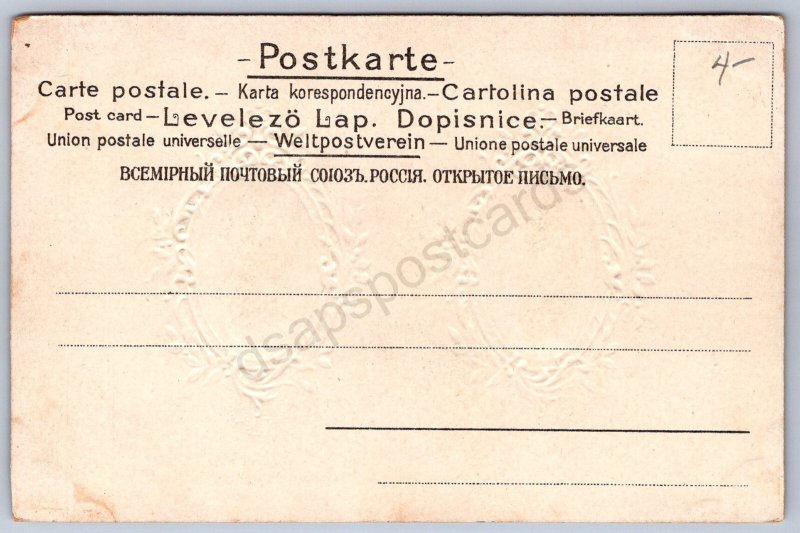 - Postkarte -
4-
Carte postale. - Karta korespondencyjna. - Cartolina postale
Post card - Levelezö Lap. Dopisnice. - Briefkaart.
Union postale universelle - Weltpostverein - Unione postale universale
ВСЕМІРНЫЙ ПОЧТОВЫЙ СОЮЗЪ. РОССІЯ. ОТКРЫТОЕ ПИСЬМО.
dsapspostcards